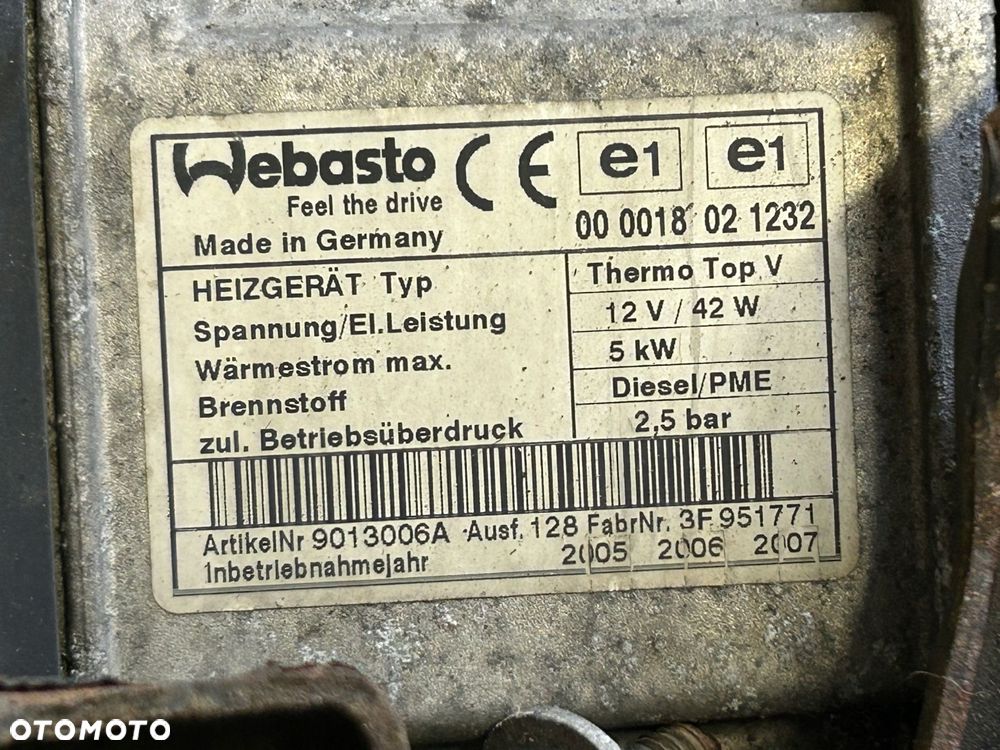 Webasto
Feel the drive
Made in Germany
CE
e1 e1
00 0018 02 1232
HEIZGERÄT Typ Thermo Top V
Spannung/El.Leistung 12 V / 42 W
Wärmestrom max. 5 kW
Brennstoff Diesel/PME
zul. Betriebsüberdruck 2,5 bar
ArtikelNr 9013006A Ausf. 128 FabrNr. 3F951771
Inbetriebnahmejahr 2005 2006 2007
OTOMOTO